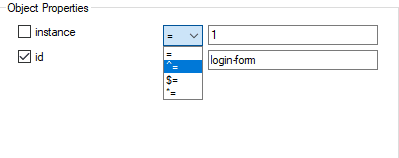 Object Properties
instance = 1
=
id login-form
^=
$=
*=